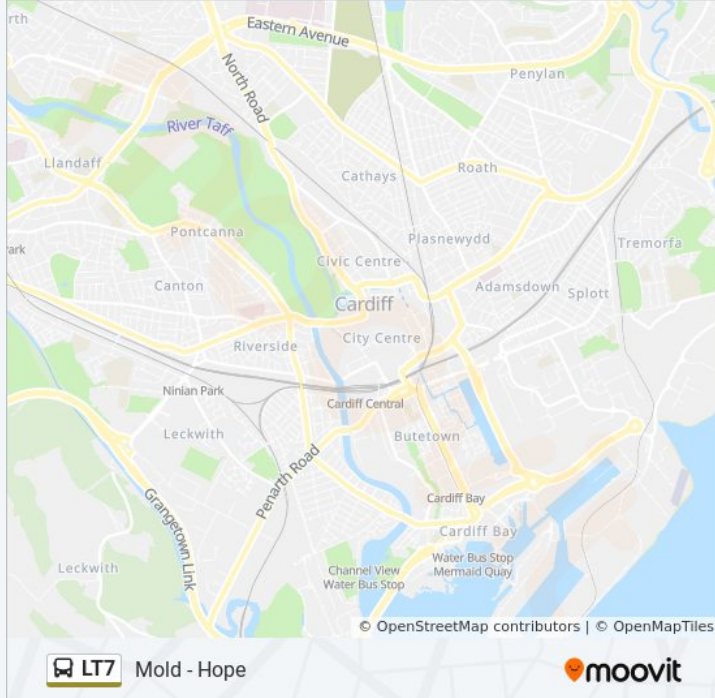 rth
Eastern Avenue
North Road
Penylan
River Taff
Llandaff
Cathays
Roath
Pontcanna
Plasnewydd
Tremorfa
ark
Civic Centre
Canton
Adamsdown
Splott
Cardiff
City Centre
Riverside
Ninian Park
Cardiff Central
Leckwith
Butetown
Penarth Road
Grangetown Link
Cardiff Bay
Cardiff Bay
Leckwith
Channel View
Water Bus Stop
Water Bus Stop
Mermaid Quay
© OpenStreetMap contributors | © OpenMapTiles
LT7 Mold - Hope
moovit